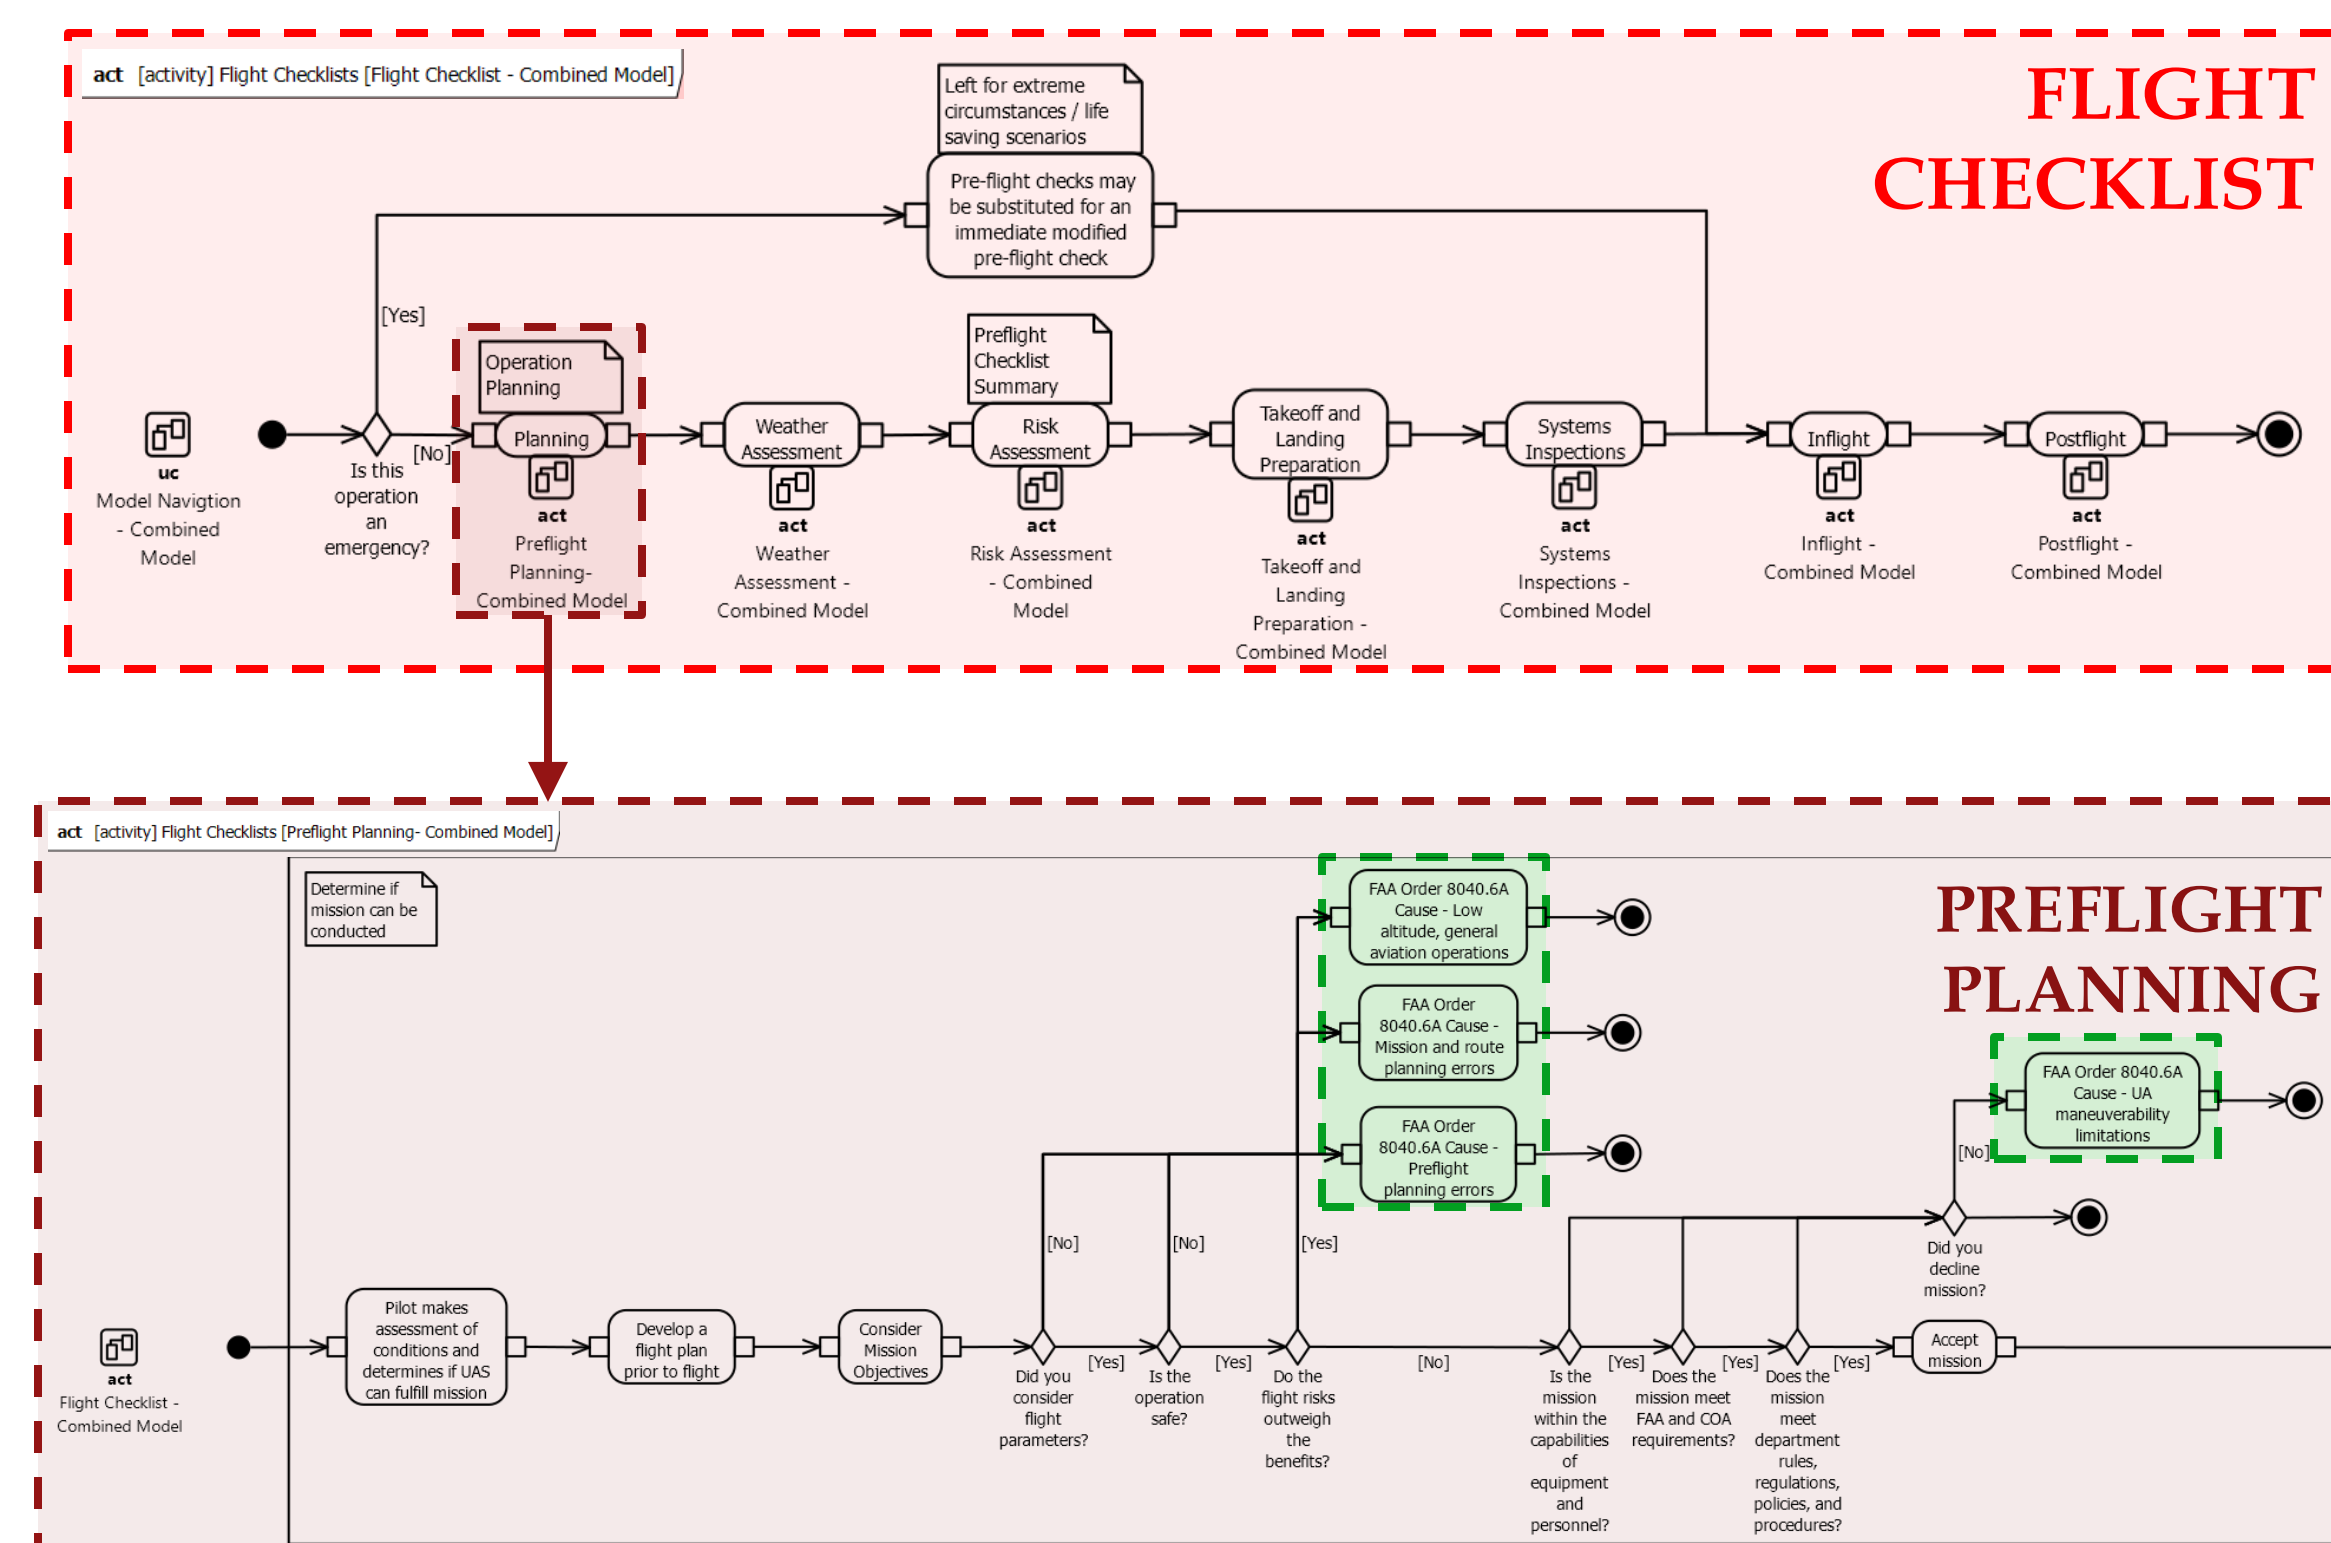 act [activity] Flight Checklists [Flight Checklist - Combined Model]
FLIGHT
CHECKLIST
Left for extreme
circumstances / life
saving scenarios
Pre-flight checks may
be substituted for an
immediate modified
pre-flight check
[Yes]
Operation
Planning
Preflight
Checklist
Summary
uc
Model Navigtion
- Combined
Model
Is this
operation
an
emergency?
[No]
Planning
act
Preflight
Planning-
Combined Model
Weather
Assessment
act
Weather
Assessment -
Combined Model
Risk
Assessment
act
Risk Assessment
- Combined
Model
Takeoff and
Landing
Preparation
act
Takeoff and
Landing
Preparation -
Combined Model
Systems
Inspections
act
Systems
Inspections -
Combined Model
Inflight
act
Inflight -
Combined Model
Postflight
act
Postflight -
Combined Model
act [activity] Flight Checklists [Preflight Planning- Combined Model]
PREFLIGHT
PLANNING
Determine if
mission can be
conducted
FAA Order 8040.6A
Cause - Low
altitude, general
aviation operations
FAA Order
8040.6A Cause -
Mission and route
planning errors
FAA Order
8040.6A Cause -
Preflight
planning errors
FAA Order 8040.6A
Cause - UA
maneuverability
limitations
[No]
[No]
[No]
[Yes]
Did you
decline
mission?
act
Flight Checklist -
Combined Model
Pilot makes
assessment of
conditions and
determines if UAS
can fulfill mission
Develop a
flight plan
prior to flight
Consider
Mission
Objectives
Did you
consider
flight
parameters?
[Yes]
Is the
operation
safe?
[Yes]
Do the
flight risks
outweigh
the
benefits?
[No]
Is the
mission
within the
capabilities
of
equipment
and
personnel?
[Yes]
Does the
mission meet
FAA and COA
requirements?
[Yes]
Does the
mission
meet
department
rules,
regulations,
policies, and
procedures?
[Yes]
Accept
mission